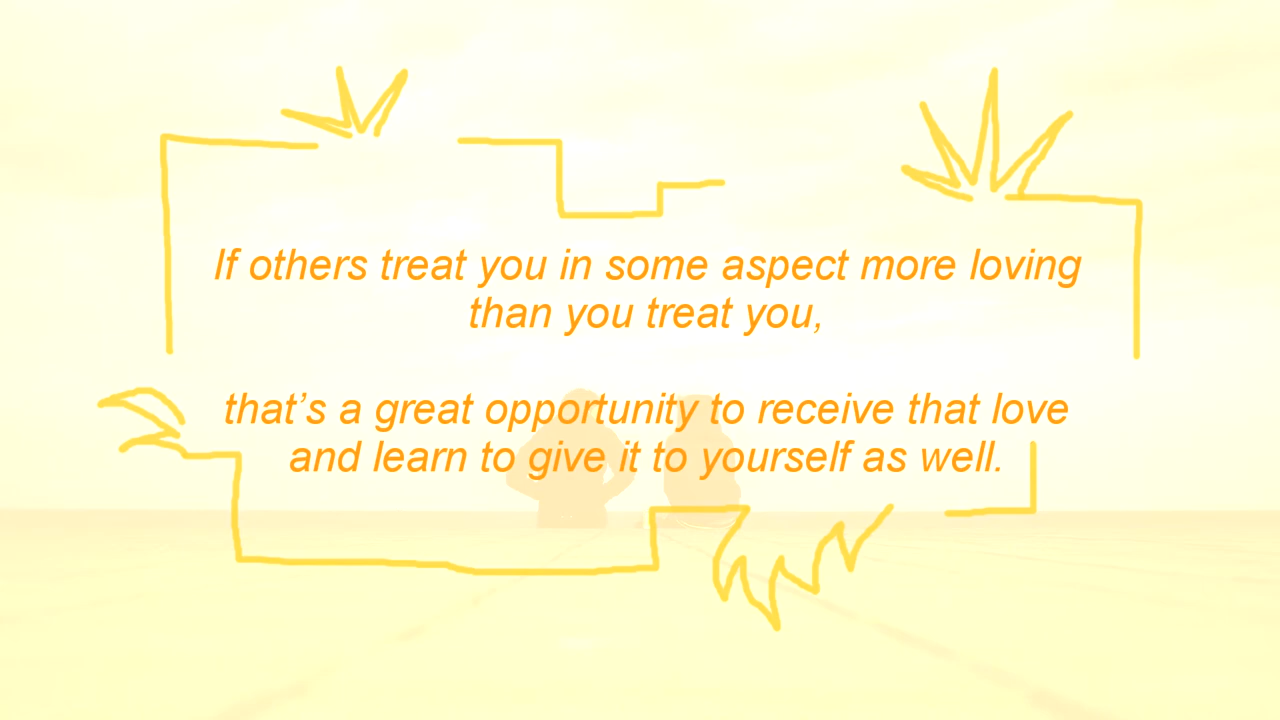 If others treat you in some aspect more loving
than you treat you,
that’s a great opportunity to receive that love
and learn to give it to yourself as well.